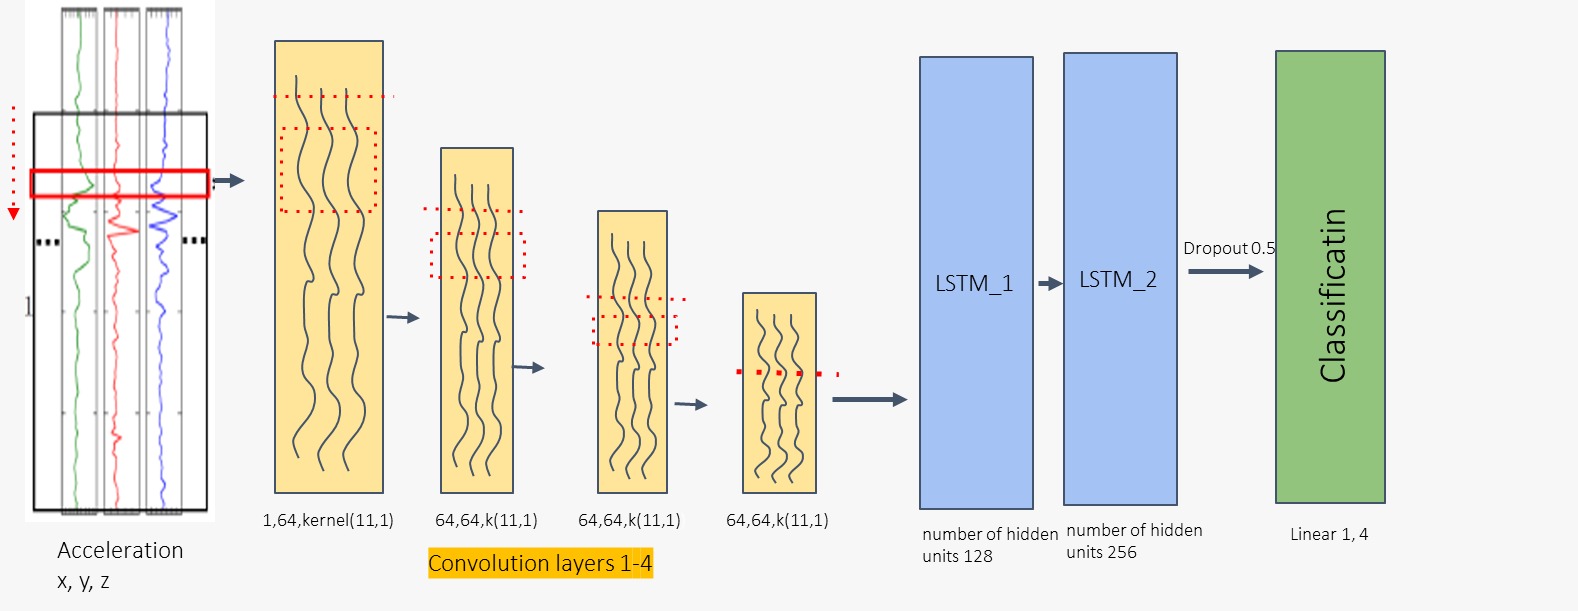 1
Acceleration
x, y, z
1,64,kernel(11,1)
64,64,k(11,1)
64,64,k(11,1)
64,64,k(11,1)
Convolution layers 1-4
LSTM_1
number of hidden
units 128
LSTM_2
number of hidden
units 256
Dropout 0.5
Classificatin
Linear 1, 4